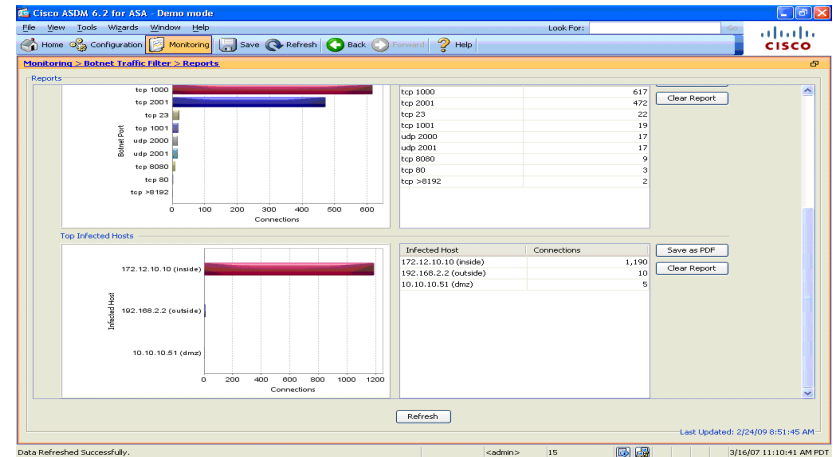 Cisco ASDM 6.2 for ASA - Demo mode
File View Tools Wizards Window Help
Look For:
Go
Home Configuration Monitoring Save Refresh Back Forward Help
CISCO
Monitoring > Botnet Traffic Filter > Reports
Reports
tcp 1000
tcp 2001
tcp 23
tcp 1001
udp 2000
udp 2001
tcp 8080
tcp 80
tcp >8192
Botnet Port
0 100 200 300 400 500 600
Connections
tcp 1000 617
tcp 2001 472
tcp 23 22
tcp 1001 19
udp 2000 17
udp 2001 17
tcp 8080 9
tcp 80 3
tcp >8192 2
Clear Report
Top Infected Hosts
172.12.10.10 (inside)
192.168.2.2 (outside)
10.10.10.51 (dmz)
Infected Host
0 200 400 600 800 1000 1200
Connections
Infected Host Connections
172.12.10.10 (inside) 1,190
192.168.2.2 (outside) 10
10.10.10.51 (dmz) 5
Save as PDF
Clear Report
Refresh
Last Updated: 2/24/09 8:51:45 AM
Data Refreshed Successfully.
<admin> 15
3/16/07 11:10:41 AM PDT